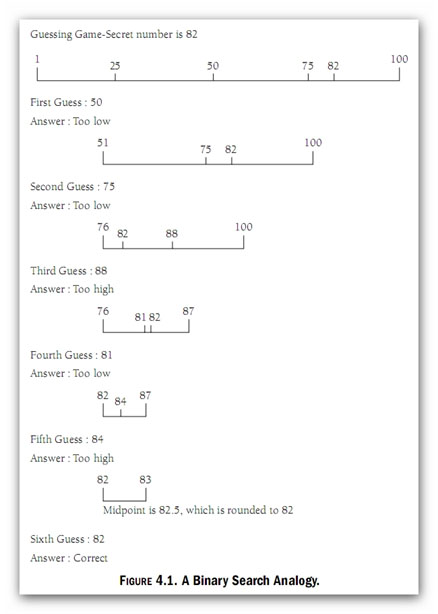 Guessing Game-Secret number is 82
1 25 50 75 82 100
First Guess : 50
Answer : Too low
51 75 82 100
Second Guess : 75
Answer : Too low
76 82 88 100
Third Guess : 88
Answer : Too high
76 81 82 87
Fourth Guess : 81
Answer : Too low
82 84 87
Fifth Guess : 84
Answer : Too high
82 83
Midpoint is 82.5, which is rounded to 82
Sixth Guess : 82
Answer : Correct
FIGURE 4.1. A Binary Search Analogy.